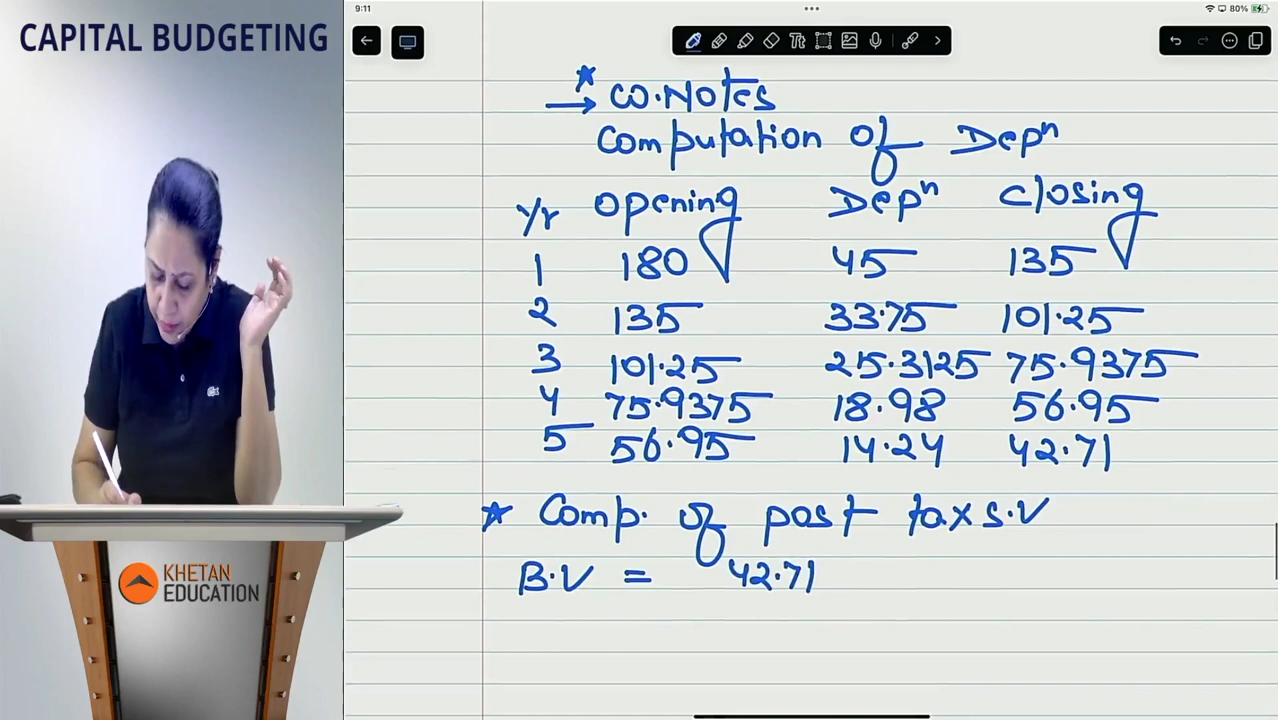 CAPITAL BUDGETING
9:11
80%
Tt
→ * CO.Notes
Computation of Depⁿ
Yr Opening Depⁿ Closing
1 180 45 135
2 135 33.75 101.25
3 101.25 25.3125 75.9375
4 75.9375 18.98 56.95
5 56.95 14.24 42.71
* Comp. of post tax S.V
B.V = 42.71
KHETAN
EDUCATION